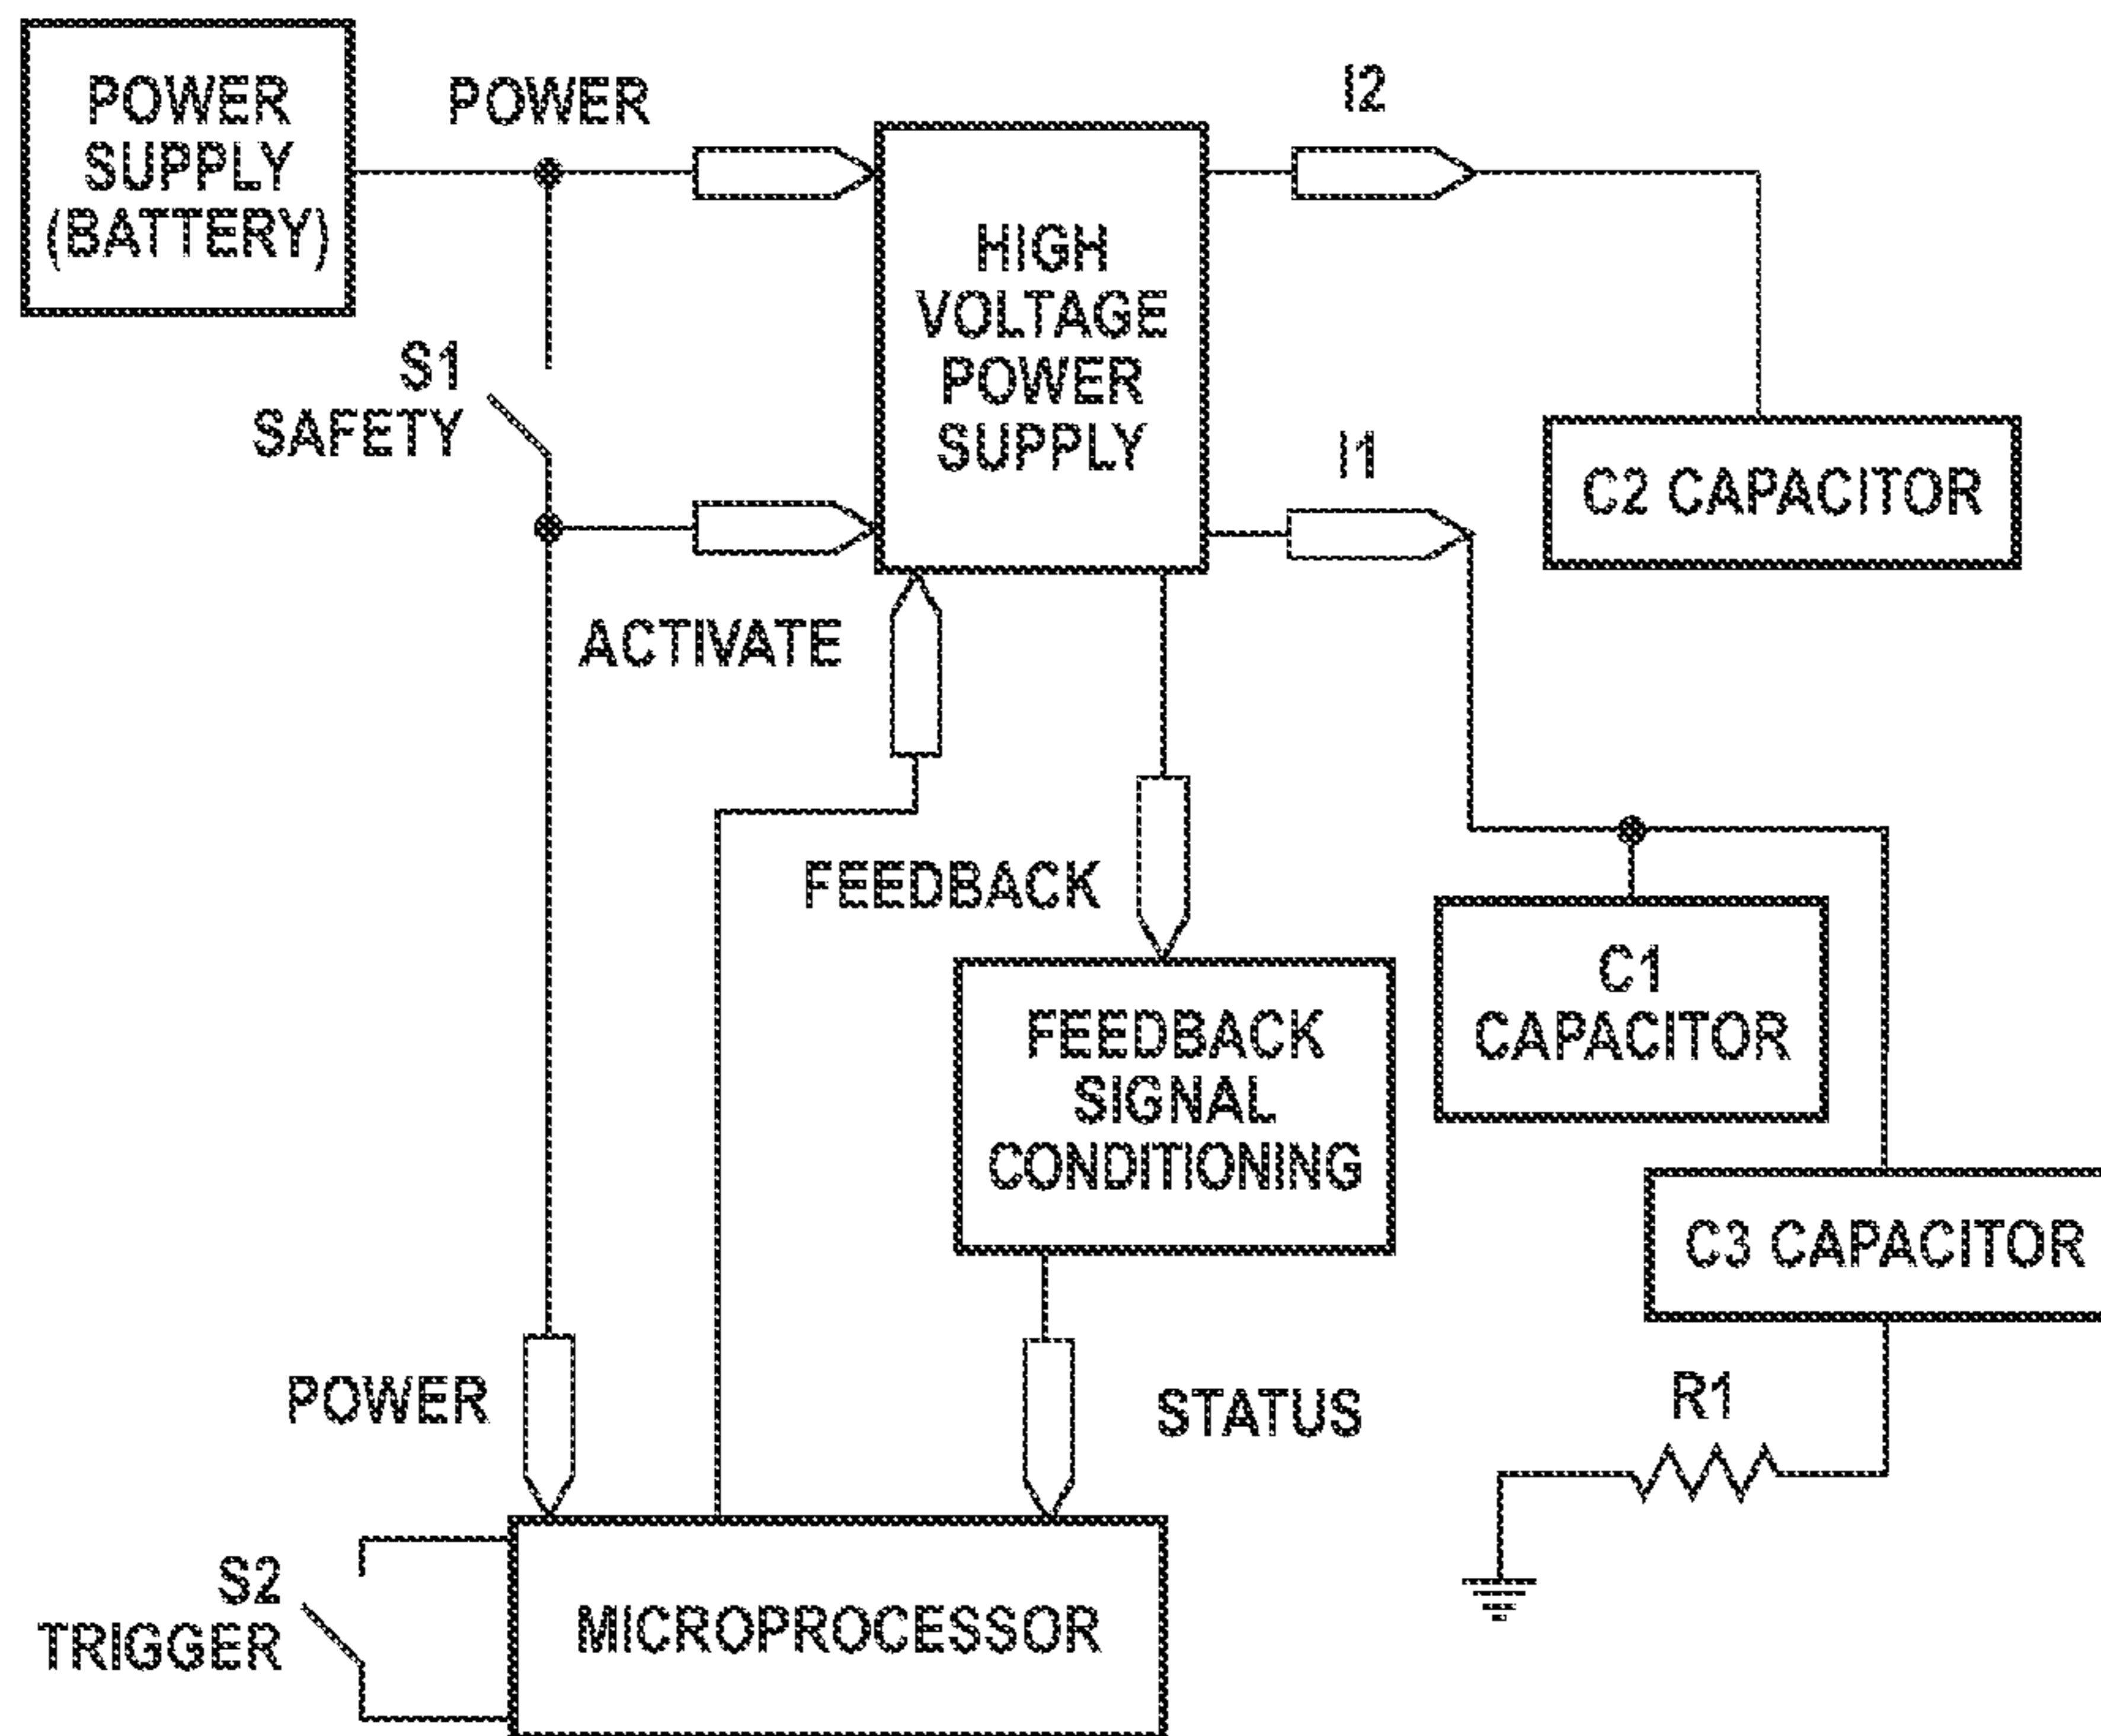 POWER
SUPPLY
(BATTERY)
POWER
I2
HIGH
VOLTAGE
POWER
SUPPLY
S1
SAFETY
I1
C2 CAPACITOR
ACTIVATE
FEEDBACK
C1
CAPACITOR
FEEDBACK
SIGNAL
CONDITIONING
C3 CAPACITOR
POWER
STATUS
R1
S2
TRIGGER
MICROPROCESSOR